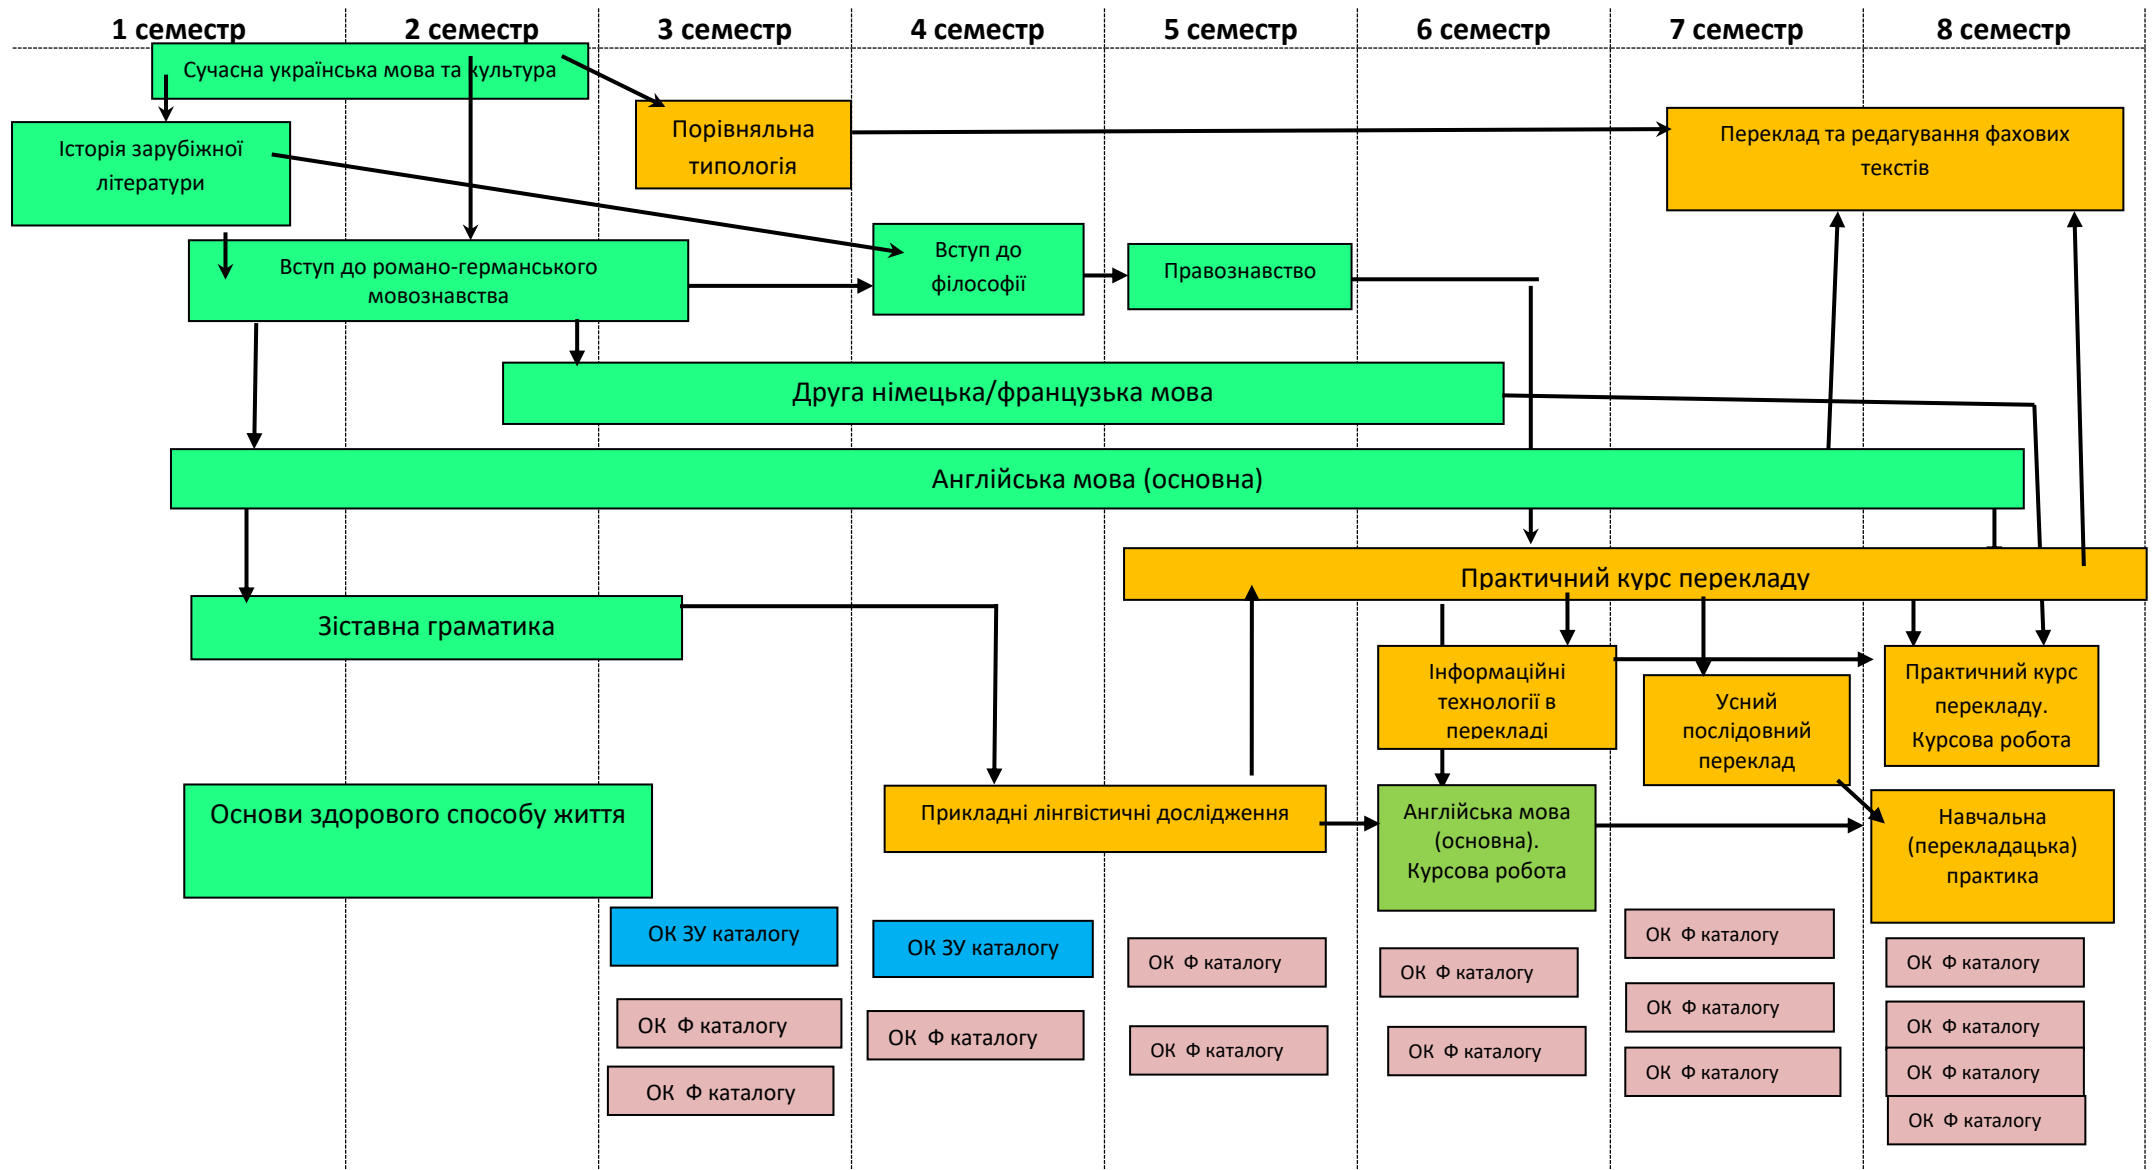 1 семестр
2 семестр
3 семестр
4 семестр
5 семестр
6 семестр
7 семестр
8 семестр
Сучасна українська мова та культура
Історія зарубіжної
літератури
Порівняльна
типологія
Переклад та редагування фахових
текстів
Вступ до романо-германського
мовознавства
Вступ до
філософії
Правознавство
Друга німецька/французька мова
Англійська мова (основна)
Практичний курс перекладу
Зіставна граматика
Інформаційні
технології в
перекладі
Усний
послідовний
переклад
Практичний курс
перекладу.
Курсова робота
Основи здорового способу життя
Прикладні лінгвістичні дослідження
Англійська мова
(основна).
Курсова робота
Навчальна
(перекладацька)
практика
ОК ЗУ каталогу
ОК Ф каталогу
ОК Ф каталогу
ОК ЗУ каталогу
ОК Ф каталогу
ОК Ф каталогу
ОК Ф каталогу
ОК Ф каталогу
ОК Ф каталогу
ОК Ф каталогу
ОК Ф каталогу
ОК Ф каталогу
ОК Ф каталогу
ОК Ф каталогу
ОК Ф каталогу
ОК Ф каталогу